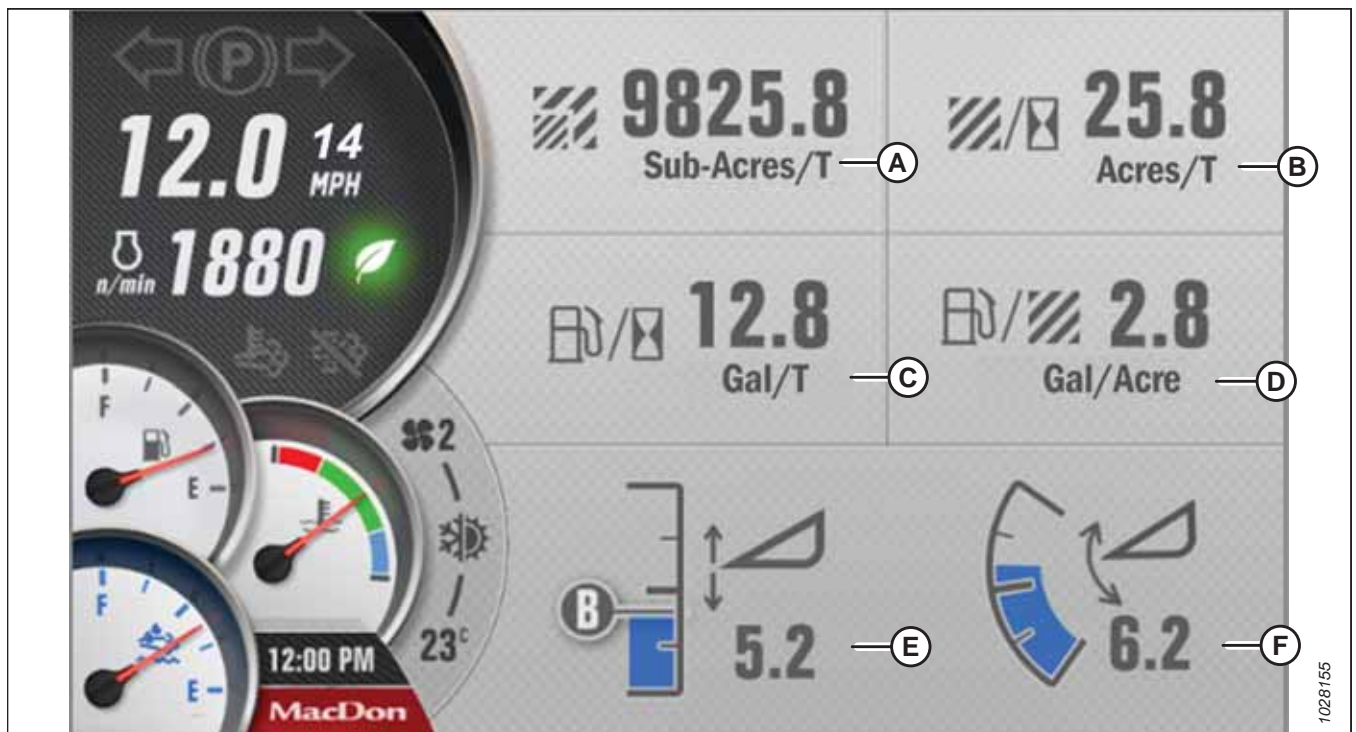 P
12.0 14
MPH
n/min 1880
9825.8
Sub-Acres/T
A
/ 25.8
Acres/T
B
/ 12.8
Gal/T
C
/ 2.8
Gal/Acre
D
F
E
2
23°C
F
E
12:00 PM
MacDon
B
5.2
E
6.2
F
1028155